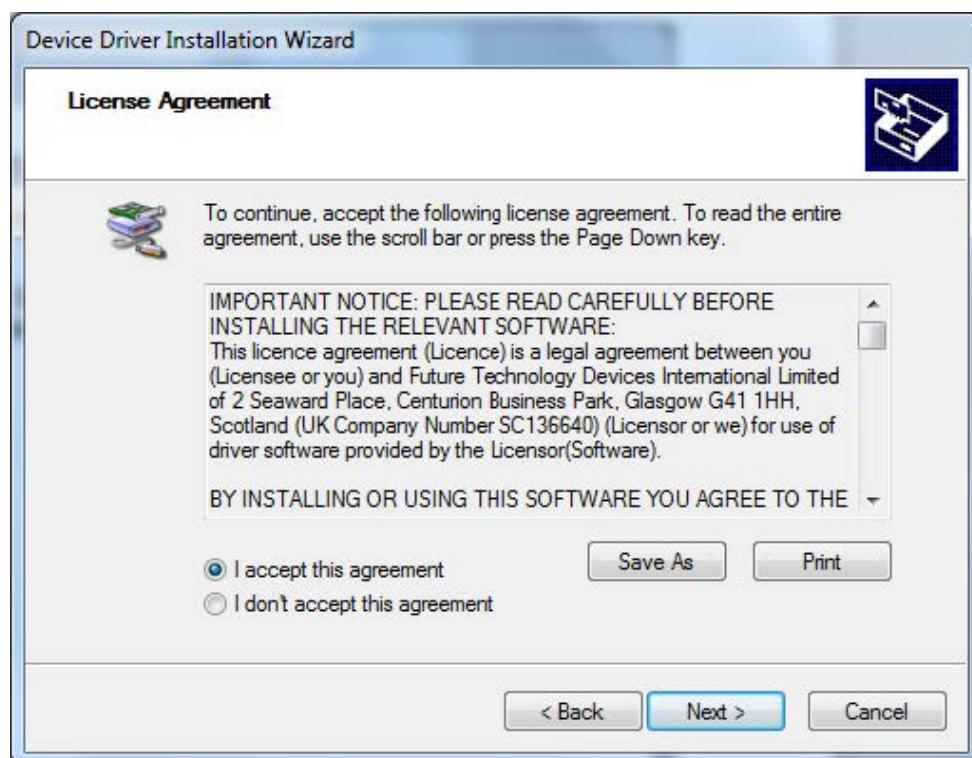 Device Driver Installation Wizard
License Agreement
To continue, accept the following license agreement. To read the entire
agreement, use the scroll bar or press the Page Down key.
IMPORTANT NOTICE: PLEASE READ CAREFULLY BEFORE
INSTALLING THE RELEVANT SOFTWARE:
This licence agreement (Licence) is a legal agreement between you
(Licensee or you) and Future Technology Devices International Limited
of 2 Seaward Place, Centurion Business Park, Glasgow G41 1HH,
Scotland (UK Company Number SC136640) (Licensor or we) for use of
driver software provided by the Licensor(Software).
BY INSTALLING OR USING THIS SOFTWARE YOU AGREE TO THE
Save As Print
I accept this agreement
I don't accept this agreement
< Back Next > Cancel